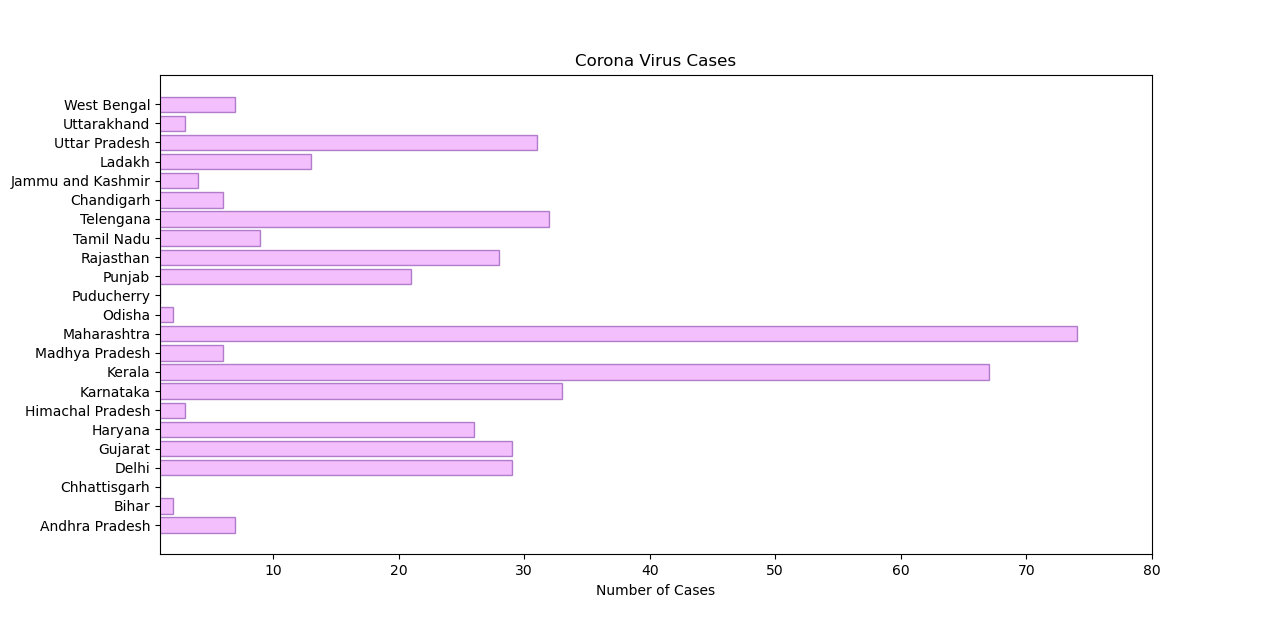 Corona Virus Cases
West Bengal
Uttarakhand
Uttar Pradesh
Ladakh
Jammu and Kashmir
Chandigarh
Telengana
Tamil Nadu
Rajasthan
Punjab
Puducherry
Odisha
Maharashtra
Madhya Pradesh
Kerala
Karnataka
Himachal Pradesh
Haryana
Gujarat
Delhi
Chhattisgarh
Bihar
Andhra Pradesh
10 20 30 40 50 60 70 80
Number of Cases